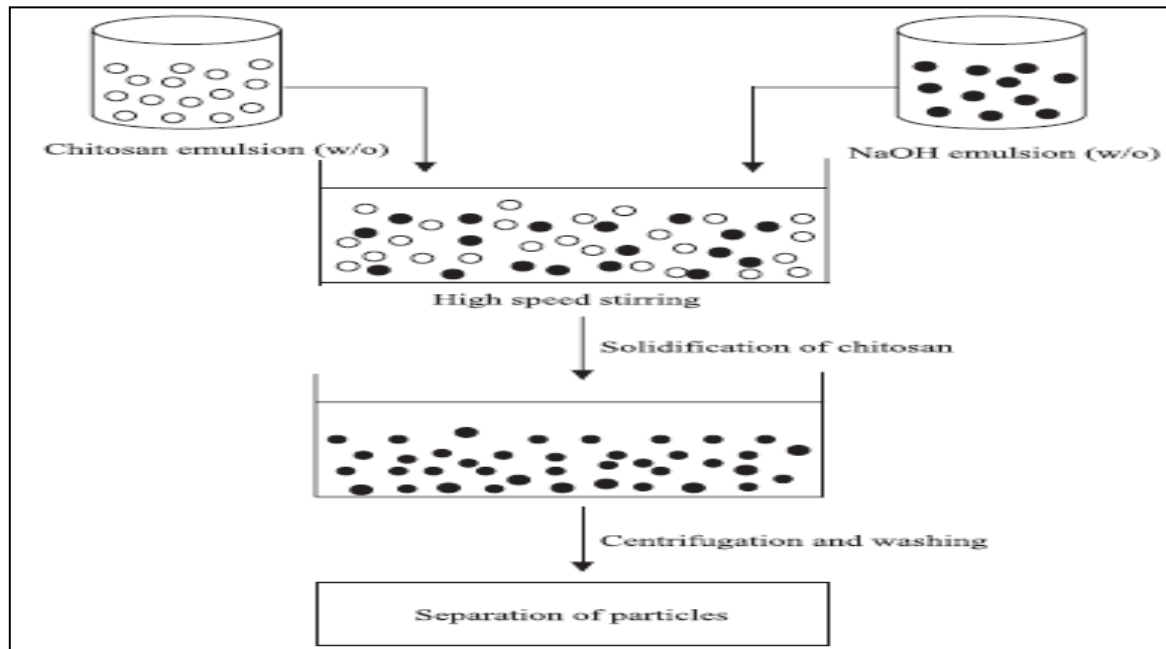 Chitosan emulsion (w/o)
NaOH emulsion (w/o)
High speed stirring
Solidification of chitosan
Centrifugation and washing
Separation of particles